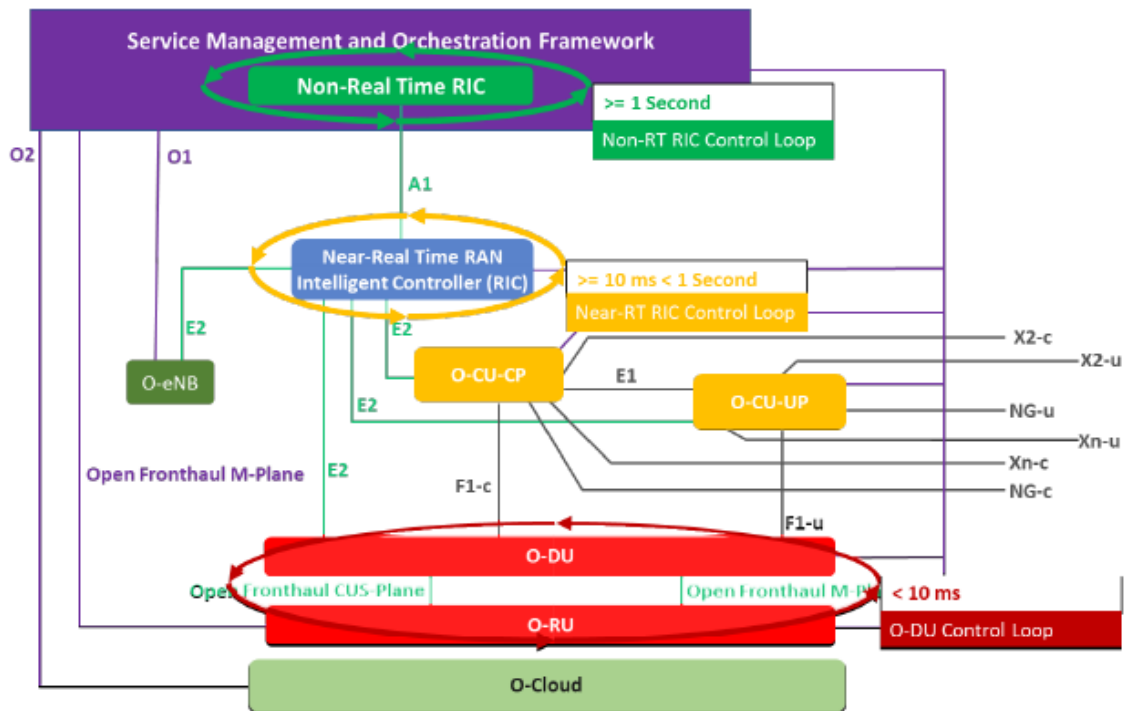 Service Management and Orchestration Framework
Non-Real Time RIC
>= 1 Second
Non-RT RIC Control Loop
O2
O1
A1
Near-Real Time RAN
Intelligent Controller (RIC)
>= 10 ms < 1 Second
Near-RT RIC Control Loop
E2
E2
X2-c
X2-u
O-eNB
O-CU-CP
E1
O-CU-UP
E2
NG-u
Xn-u
Open Fronthaul M-Plane
E2
Xn-c
F1-c
NG-c
F1-u
O-DU
Open Fronthaul CUS-Plane
Open Fronthaul M-Pl
< 10 ms
O-RU
O-DU Control Loop
O-Cloud